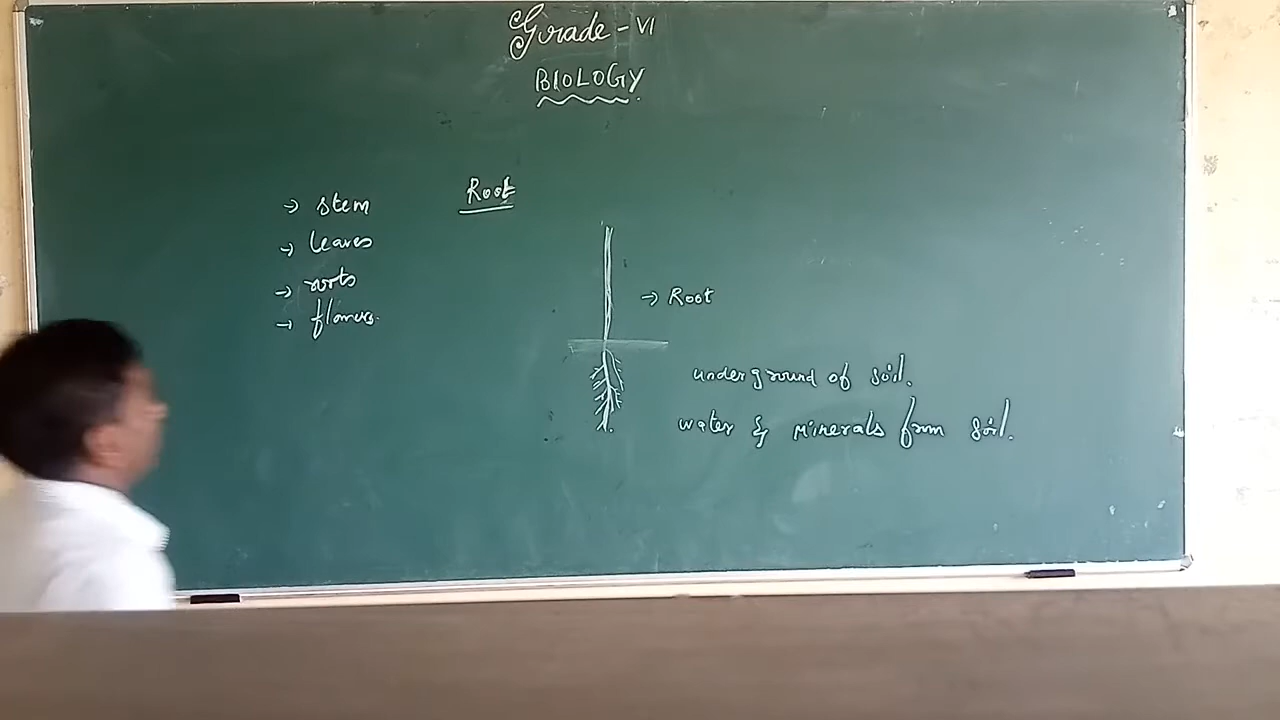 Grade - VI
BIOLOGY
Root
→ stem
→ leaves
→ roots
→ flowers.
→ Root
underground of soil.
water & minerals from soil.